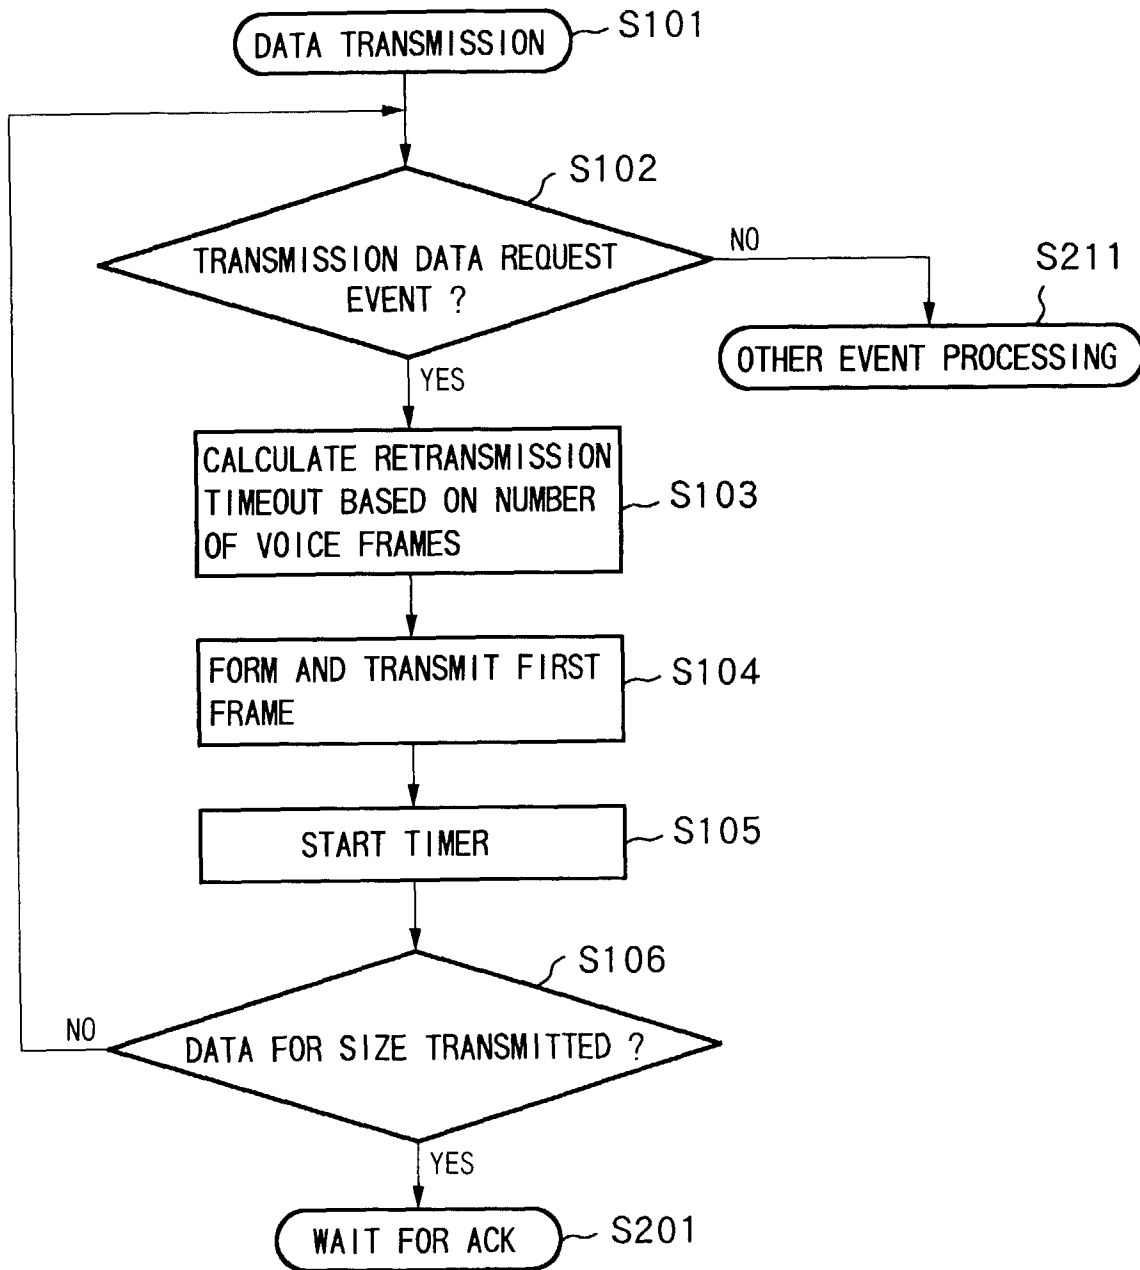 DATA TRANSMISSION
S101
S102
TRANSMISSION DATA REQUEST
EVENT ?
NO
S211
OTHER EVENT PROCESSING
YES
CALCULATE RETRANSMISSION
TIMEOUT BASED ON NUMBER
OF VOICE FRAMES
S103
FORM AND TRANSMIT FIRST
FRAME
S104
START TIMER
S105
S106
NO
DATA FOR SIZE TRANSMITTED ?
YES
WAIT FOR ACK
S201